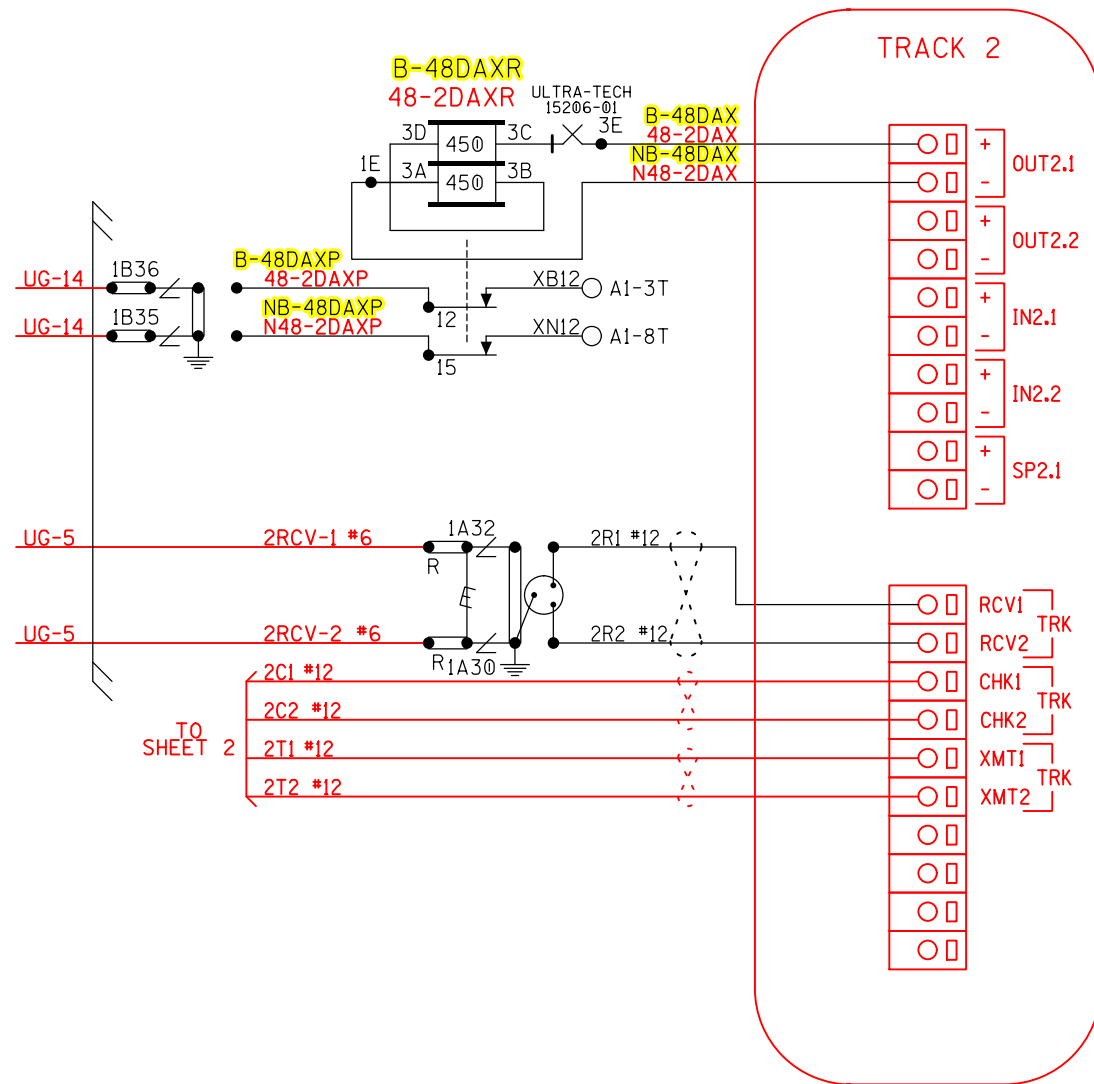 TRACK 2
B-48DAXR
48-2DAXR
ULTRA-TECH
15206-01
3D
450
3C
3E
1E
3A
450
3B
B-48DAX
48-2DAX
NB-48DAX
N48-2DAX
+
-
OUT2.1
+
-
OUT2.2
+
-
IN2.1
+
-
IN2.2
+
-
SP2.1
UG-14
1B36
B-48DAXP
48-2DAXP
12
XB12
A1-3T
UG-14
1B35
NB-48DAXP
N48-2DAXP
15
XN12
A1-8T
UG-5
2RCV-1 #6
1A32
R
E
2R1 #12
RCV1
TRK
UG-5
2RCV-2 #6
R
1A30
2R2 #12
RCV2
TO
SHEET 2
2C1 #12
CHK1
TRK
2C2 #12
CHK2
2T1 #12
XMT1
TRK
2T2 #12
XMT2